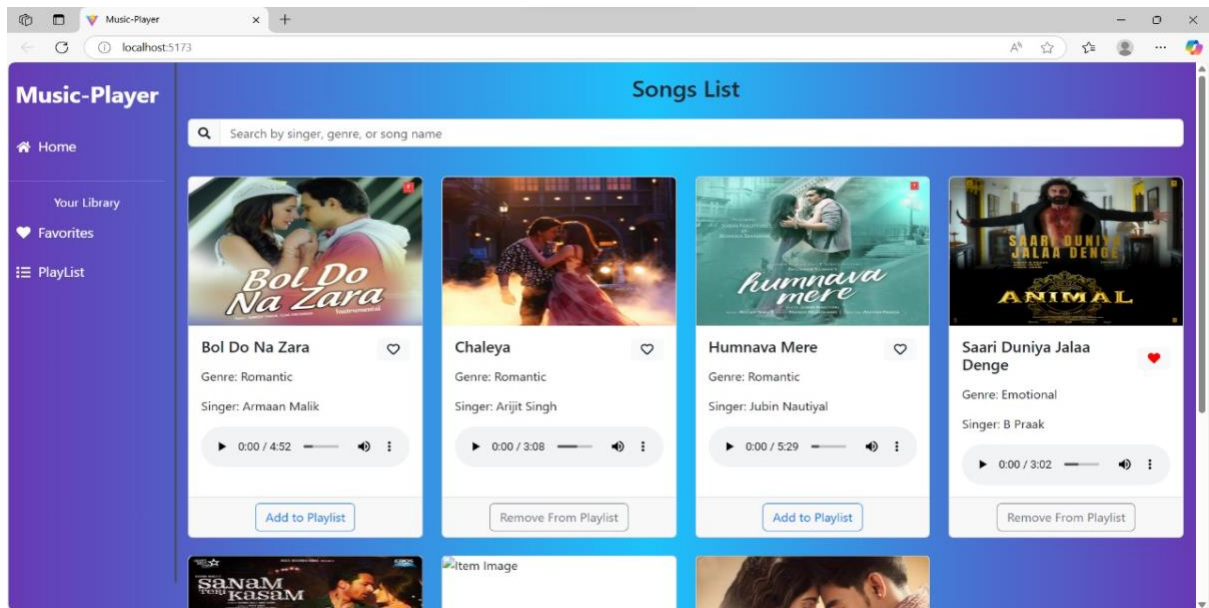 Music-Player
localhost:5173
Music-Player
Home
Your Library
Favorites
PlayList
Songs List
Search by singer, genre, or song name
Bol Do
Na Zara
Instrumental
humnava
mere
SAARI DUNIYA
JALAA DENGE
ANIMAL
Bol Do Na Zara
Genre: Romantic
Singer: Armaan Malik
0:00 / 4:52
Add to Playlist
Chaleya
Genre: Romantic
Singer: Arijit Singh
0:00 / 3:08
Remove From Playlist
Humnava Mere
Genre: Romantic
Singer: Jubin Nautiyal
0:00 / 5:29
Add to Playlist
Saari Duniya Jalaa
Denge
Genre: Emotional
Singer: B Praak
0:00 / 3:02
Remove From Playlist
SANAM
TERI KASAM
EROS
Item Image